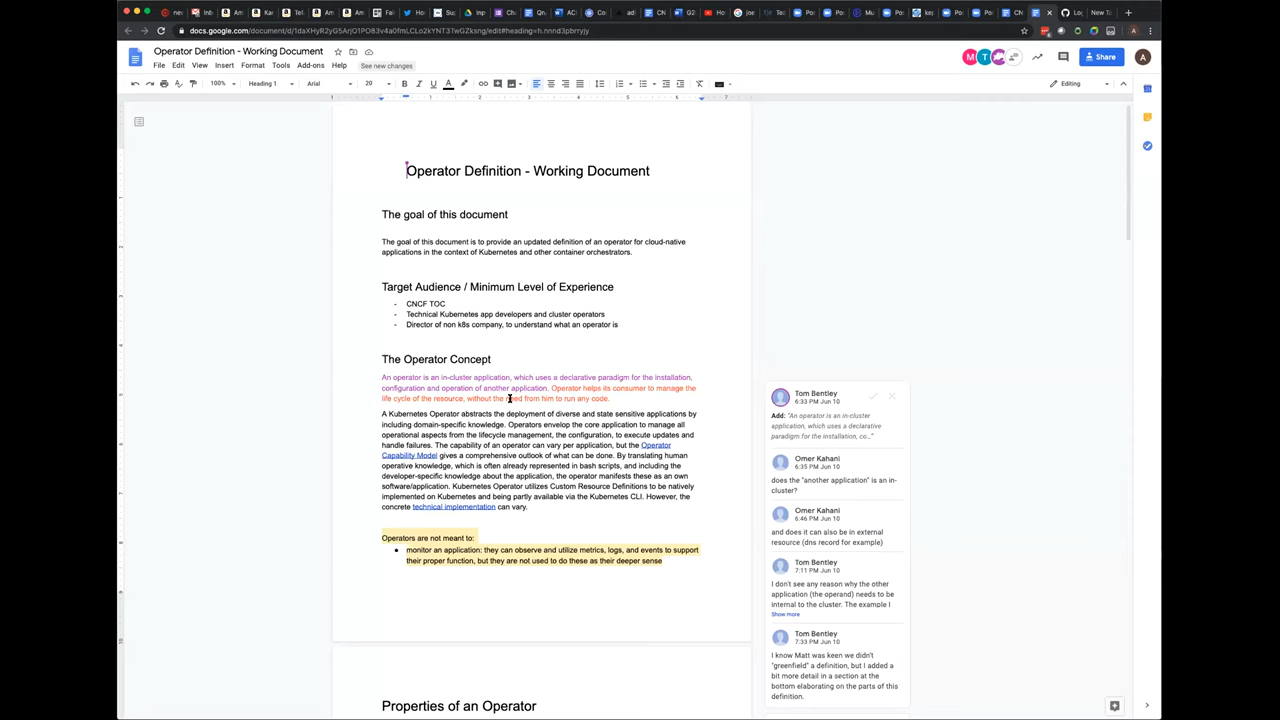 docs.google.com/document/d/1daXHyR2yG5ArjO1PO83v4a0fmLCLo2kYNT3TwGZksng/edit#heading=h.nnnd3pbrryjy
Operator Definition - Working Document
File Edit View Insert Format Tools Add-ons Help
See new changes
Share
A
100%
Heading 1
Arial
20
Editing
Operator Definition - Working Document
The goal of this document
The goal of this document is to provide an updated definition of an operator for cloud-native
applications in the context of Kubernetes and other container orchestrators.
Target Audience / Minimum Level of Experience
- CNCF TOC
- Technical Kubernetes app developers and cluster operators
- Director of non k8s company, to understand what an operator is
The Operator Concept
An operator is an in-cluster application, which uses a declarative paradigm for the installation,
configuration and operation of another application. Operator helps its consumer to manage the
life cycle of the resource, without the need from him to run any code.
A Kubernetes Operator abstracts the deployment of diverse and state sensitive applications by
including domain-specific knowledge. Operators envelop the core application to manage all
operational aspects from the lifecycle management, the configuration, to execute updates and
handle failures. The capability of an operator can vary per application, but the Operator
Capability Model gives a comprehensive outlook of what can be done. By translating human
operative knowledge, which is often already represented in bash scripts, and including the
developer-specific knowledge about the application, the operator manifests these as an own
software/application. Kubernetes Operator utilizes Custom Resource Definitions to be natively
implemented on Kubernetes and being partly available via the Kubernetes CLI. However, the
concrete technical implementation can vary.
Operators are not meant to:
● monitor an application: they can observe and utilize metrics, logs, and events to support
their proper function, but they are not used to do these as their deeper sense
Properties of an Operator
Tom Bentley
6:33 PM Jun 10
Add: "An operator is an in-cluster
application, which uses a declarative
paradigm for the installation, co..."
Omer Kahani
6:35 PM Jun 10
does the "another application" is an in-
cluster?
Omer Kahani
6:46 PM Jun 10
and does it can also be in external
resource (dns record for example)
Tom Bentley
7:11 PM Jun 10
I don't see any reason why the other
application (the operand) needs to be
internal to the cluster. The example I
Show more
Tom Bentley
7:33 PM Jun 10
I know Matt was keen we didn't
"greenfield" a definition, but I added a
bit more detail in a section at the
bottom elaborating on the parts of this
definition.